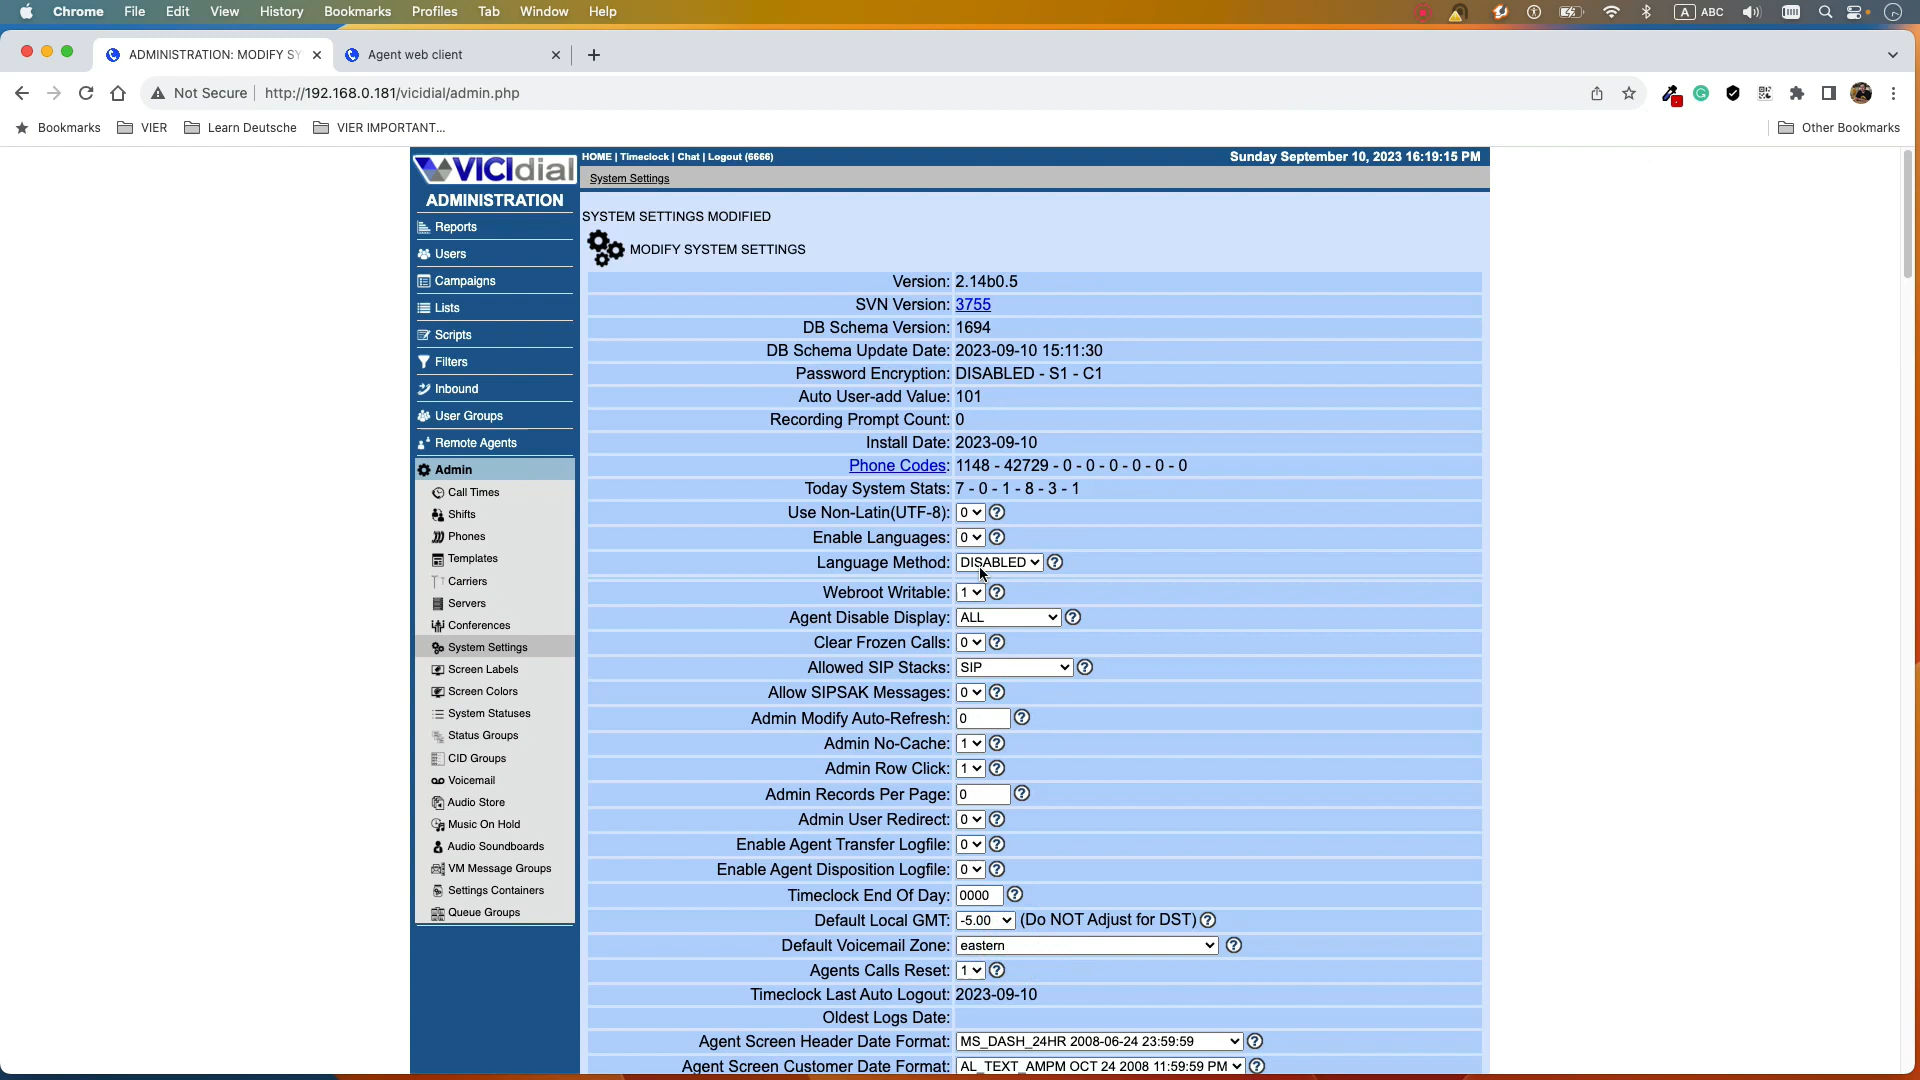 Chrome File Edit View History Bookmarks Profiles Tab Window Help A ABC
ADMINISTRATION: MODIFY SY Agent web client
Not Secure http://192.168.0.181/vicidial/admin.php
Bookmarks VIER Learn Deutsche VIER IMPORTANT... Other Bookmarks
VICIdial HOME | Timeclock | Chat | Logout (6666) Sunday September 10, 2023 16:19:15 PM
System Settings
ADMINISTRATION
Reports
Users
Campaigns
Lists
Scripts
Filters
Inbound
User Groups
Remote Agents
Admin
Call Times
Shifts
Phones
Templates
Carriers
Servers
Conferences
System Settings
Screen Labels
Screen Colors
System Statuses
Status Groups
CID Groups
Voicemail
Audio Store
Music On Hold
Audio Soundboards
VM Message Groups
Settings Containers
Queue Groups
SYSTEM SETTINGS MODIFIED
MODIFY SYSTEM SETTINGS
Version: 2.14b0.5
SVN Version: 3755
DB Schema Version: 1694
DB Schema Update Date: 2023-09-10 15:11:30
Password Encryption: DISABLED - S1 - C1
Auto User-add Value: 101
Recording Prompt Count: 0
Install Date: 2023-09-10
Phone Codes: 1148 - 42729 - 0 - 0 - 0 - 0 - 0 - 0
Today System Stats: 7 - 0 - 1 - 8 - 3 - 1
Use Non-Latin(UTF-8): 0
Enable Languages: 0
Language Method: DISABLED
Webroot Writable: 1
Agent Disable Display: ALL
Clear Frozen Calls: 0
Allowed SIP Stacks: SIP
Allow SIPSAK Messages: 0
Admin Modify Auto-Refresh: 0
Admin No-Cache: 1
Admin Row Click: 1
Admin Records Per Page: 0
Admin User Redirect: 0
Enable Agent Transfer Logfile: 0
Enable Agent Disposition Logfile: 0
Timeclock End Of Day: 0000
Default Local GMT: -5.00 (Do NOT Adjust for DST)
Default Voicemail Zone: eastern
Agents Calls Reset: 1
Timeclock Last Auto Logout: 2023-09-10
Oldest Logs Date:
Agent Screen Header Date Format: MS_DASH_24HR 2008-06-24 23:59:59
Agent Screen Customer Date Format: AL_TEXT_AMPM OCT 24 2008 11:59:59 PM